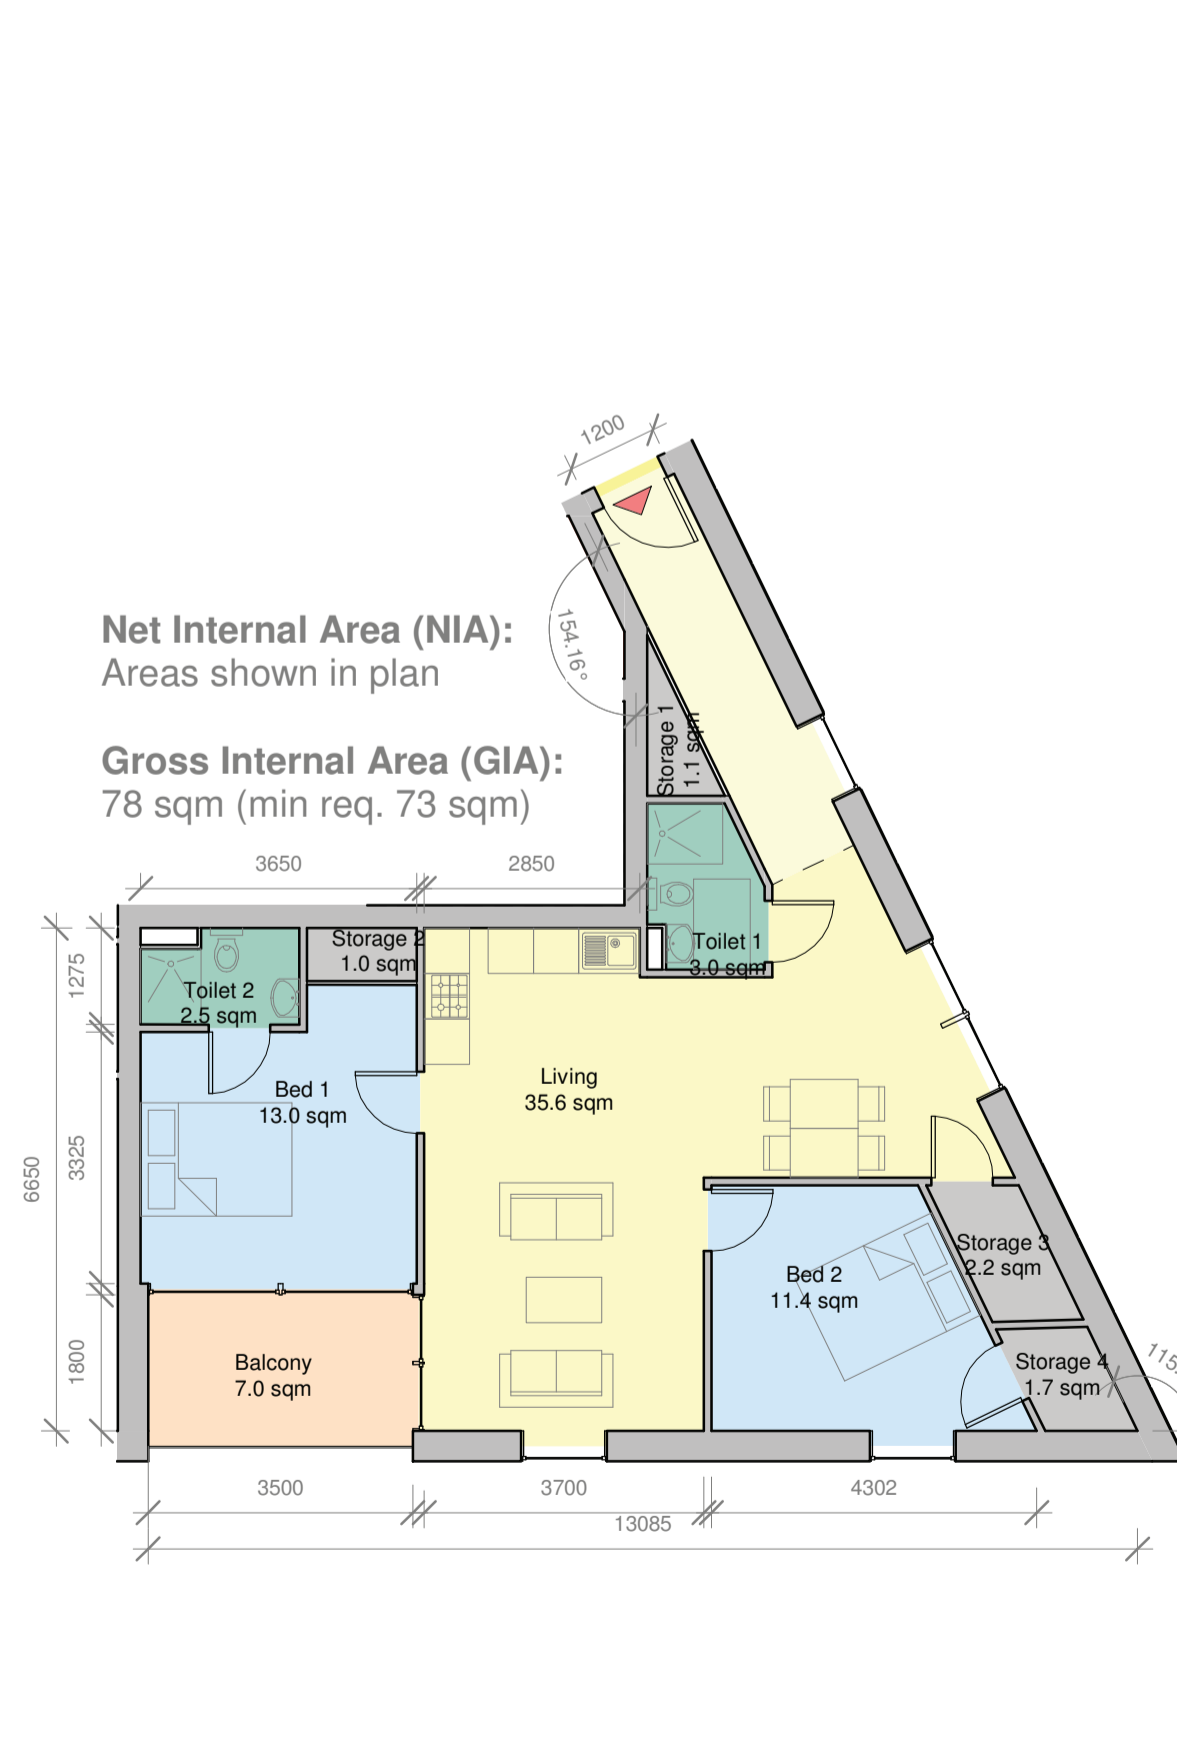 1200
154.16°
Net Internal Area (NIA):
Areas shown in plan
Gross Internal Area (GIA):
78 sqm (min req. 73 sqm)
Storage 1
1.1 sqm
3650
2850
Storage 2
1.0 sqm
Toilet 1
3.0 sqm
1275
Toilet 2
2.5 sqm
Living
35.6 sqm
Bed 1
13.0 sqm
3325
6650
Storage 3
2.2 sqm
Bed 2
11.4 sqm
Balcony
7.0 sqm
1800
Storage 4
1.7 sqm
3500
3700
4302
13085